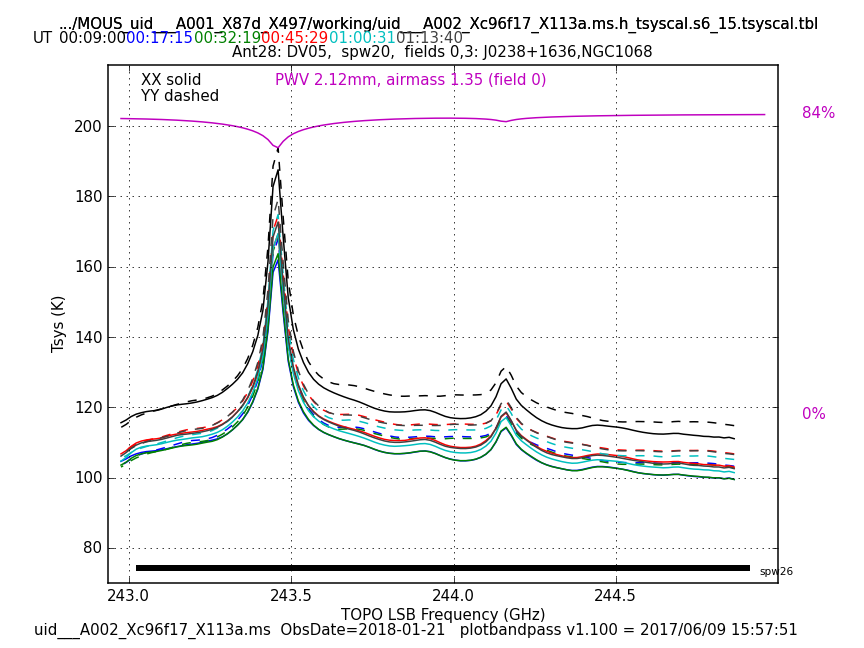 .../MOUS_uid___A001_X87d_X497/working/uid___A002_Xc96f17_X113a.ms.h_tsyscal.s6_15.tsyscal.tbl
UT 00:09:00 00:17:15 00:32:19 00:45:29 01:00:31 01:13:40
Ant28: DV05, spw20, fields 0,3: J0238+1636,NGC1068
XX solid
YY dashed
PWV 2.12mm, airmass 1.35 (field 0)
84%
0%
200
180
160
140
120
100
80
Tsys (K)
spw26
243.0 243.5 244.0 244.5
TOPO LSB Frequency (GHz)
uid___A002_Xc96f17_X113a.ms ObsDate=2018-01-21 plotbandpass v1.100 = 2017/06/09 15:57:51